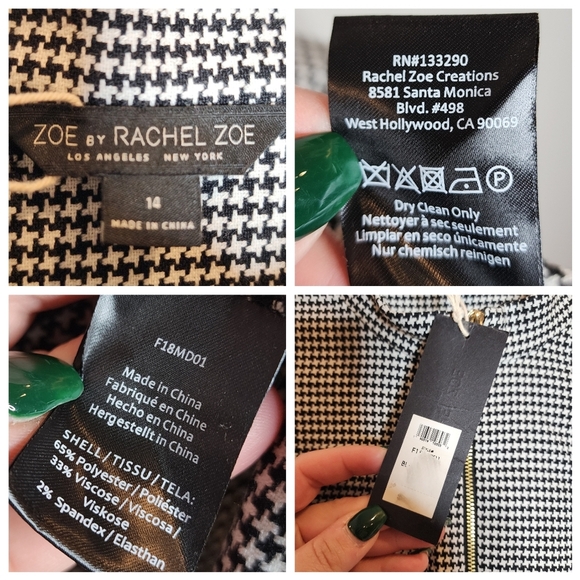 ZOE BY RACHEL ZOE
LOS ANGELES NEW YORK
14
MADE IN CHINA
RN#133290
Rachel Zoe Creations
8581 Santa Monica
Blvd. #498
West Hollywood, CA 90069
P
Dry Clean Only
Nettoyer à sec seulement
Limpiar en seco únicamente
Nur chemisch reinigen
F18MD01
Made in China
Fabriqué en Chine
Hecho en China
Hergestellt in China
SHELL / TISSU / TELA:
65% Polyester / Poliéster
33% Viscose / Viscosa /
Viskose
2% Spandex / Elasthan